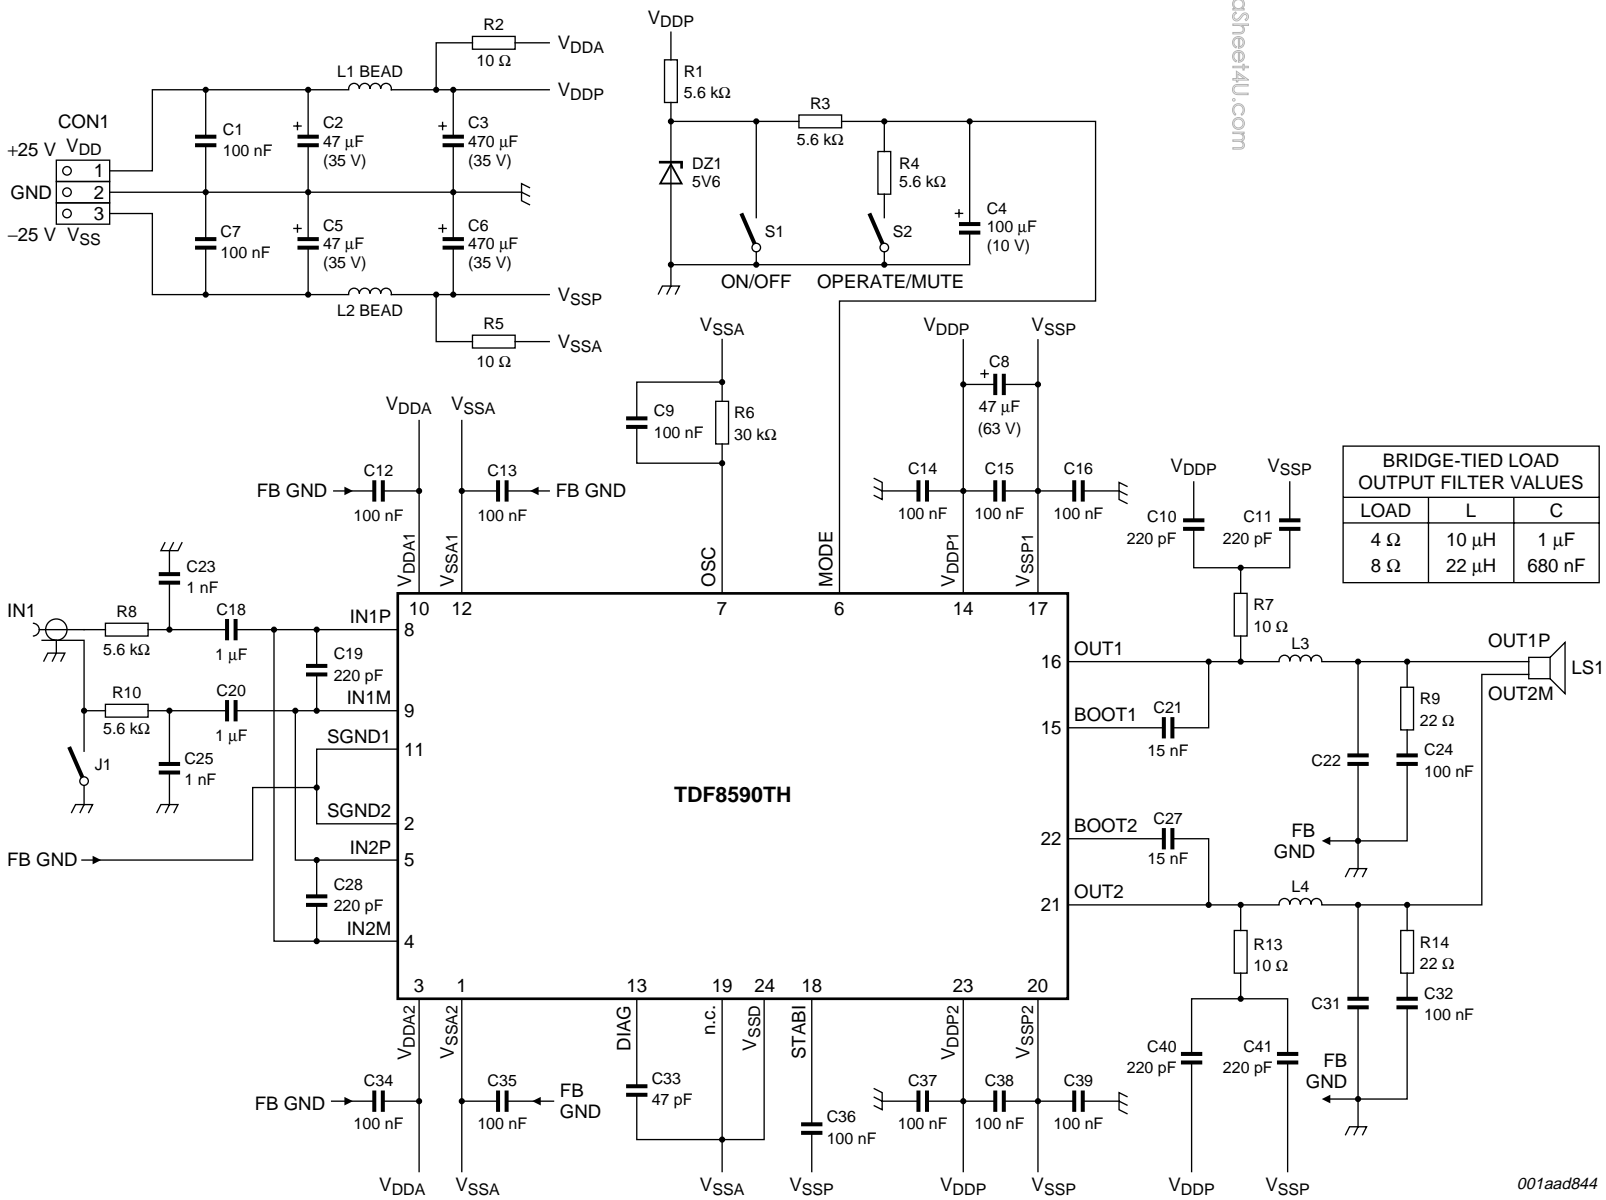 aSheet4U.com
R2
10 Ω
VDDA
L1 BEAD
VDDP
CON1
+25 V VDD
1
GND
2
3
−25 V VSS
C1
100 nF
C2
47 μF
(35 V)
C3
470 μF
(35 V)
C7
100 nF
C5
47 μF
(35 V)
C6
470 μF
(35 V)
L2 BEAD
VSSP
R5
10 Ω
VSSA
VDDP
R1
5.6 kΩ
R3
5.6 kΩ
DZ1
5V6
R4
5.6 kΩ
S1
S2
C4
100 μF
(10 V)
ON/OFF
OPERATE/MUTE
VSSA
C9
100 nF
R6
30 kΩ
VDDP
VSSP
C8
47 μF
(63 V)
C14
100 nF
C15
100 nF
C16
100 nF
VDDA
VSSA
FB GND
C12
100 nF
C13
100 nF
FB GND
VDDP
VSSP
C10
220 pF
C11
220 pF
BRIDGE-TIED LOAD
OUTPUT FILTER VALUES
LOAD L C
4 Ω 10 μH 1 μF
8 Ω 22 μH 680 nF
VDDA1
VSSA1
OSC
MODE
VDDP1
VSSP1
10
12
7
6
14
17
IN1
R8
5.6 kΩ
C23
1 nF
C18
1 μF
C19
220 pF
IN1P
8
R10
5.6 kΩ
C20
1 μF
IN1M
9
J1
C25
1 nF
SGND1
11
SGND2
2
FB GND
IN2P
5
C28
220 pF
IN2M
4
TDF8590TH
16
OUT1
R7
10 Ω
L3
OUT1P
LS1
OUT2M
15
BOOT1
C21
15 nF
C22
R9
22 Ω
C24
100 nF
22
BOOT2
C27
15 nF
FB
GND
21
OUT2
L4
R13
10 Ω
C31
R14
22 Ω
C32
100 nF
FB
GND
C40
220 pF
C41
220 pF
VDDP
VSSP
3
1
13
19
24
18
23
20
VDDA2
VSSA2
DIAG
n.c.
VSSD
STABI
VDDP2
VSSP2
FB GND
C34
100 nF
C35
100 nF
FB
GND
C33
47 pF
C36
100 nF
C37
100 nF
C38
100 nF
C39
100 nF
VDDA
VSSA
VSSA
VSSP
VDDP
VSSP
001aad844